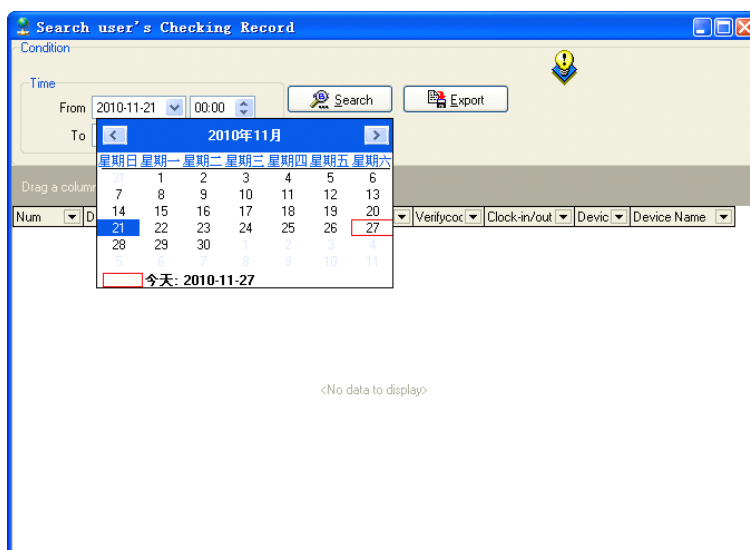 Search user's Checking Record
Condition
Time
From 2010-11-21 00:00 Search Export
To
2010年11月
星期日 星期一 星期二 星期三 星期四 星期五 星期六
31 1 2 3 4 5 6
7 8 9 10 11 12 13
14 15 16 17 18 19 20
21 22 23 24 25 26 27
28 29 30 1 2 3 4
5 6 7 8 9 10 11
今天: 2010-11-27
Drag a column
Num D Verifycoc Clock-in/out Devic Device Name
<No data to display>